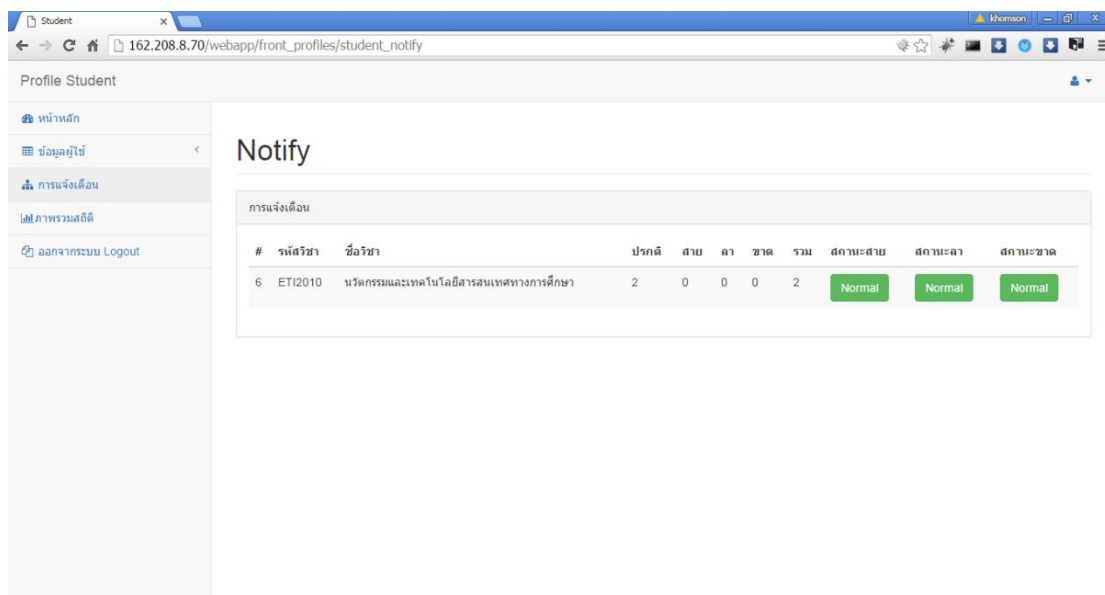 Student
khomson
162.208.8.70/webapp/front_profiles/student_notify
Profile Student
หน้าหลัก
ข้อมูลผู้ใช้
การแจ้งเตือน
ภาพรวมสถิติ
ออกจากระบบ Logout
Notify
การแจ้งเตือน
# รหัสวิชา ชื่อวิชา ปรกติ สาย ลา ขาด รวม สถานะสาย สถานะลา สถานะขาด
6 ETI2010 นวัตกรรมและเทคโนโลยีสารสนเทศทางการศึกษา 2 0 0 0 2 Normal Normal Normal